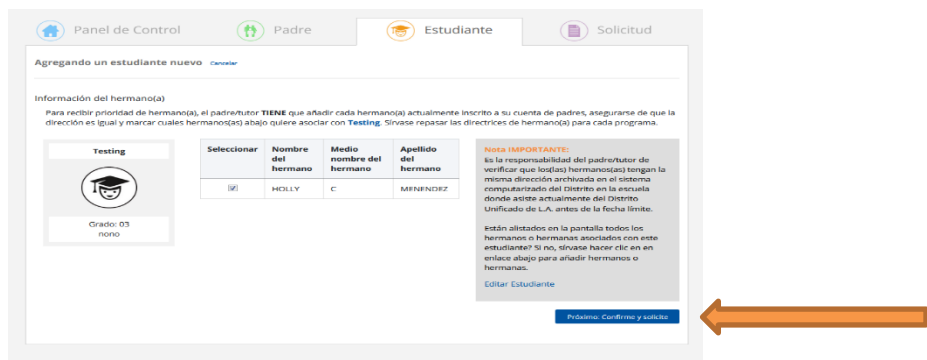 Panel de Control Padre Estudiante Solicitud
Agregando un estudiante nuevo Cancelar
Información del hermano(a)
Para recibir prioridad de hermano(a), el padre/tutor TIENE que añadir cada hermano(a) actualmente inscrito a su cuenta de padres, asegurarse de que la
dirección es igual y marcar cuales hermanos(as) abajo quiere asociar con Testing. Sírvase repasar las directrices de hermano(a) para cada programa.
Testing
Grado: 03
nono
Seleccionar Nombre del hermano Medio nombre del hermano Apellido del hermano
HOLLY C MENENDEZ
Nota IMPORTANTE:
Es la responsabilidad del padre/tutor de
verificar que los(las) hermanos(as) tengan la
misma dirección archivada en el sistema
computarizado del Distrito en la escuela
donde asiste actualmente del Distrito
Unificado de L.A. antes de la fecha límite.
Están alistados en la pantalla todos los
hermanos o hermanas asociados con este
estudiante? Si no, sírvase hacer clic en en
enlace abajo para añadir hermanos o
hermanas.
Editar Estudiante
Próximo: Confirme y solicite